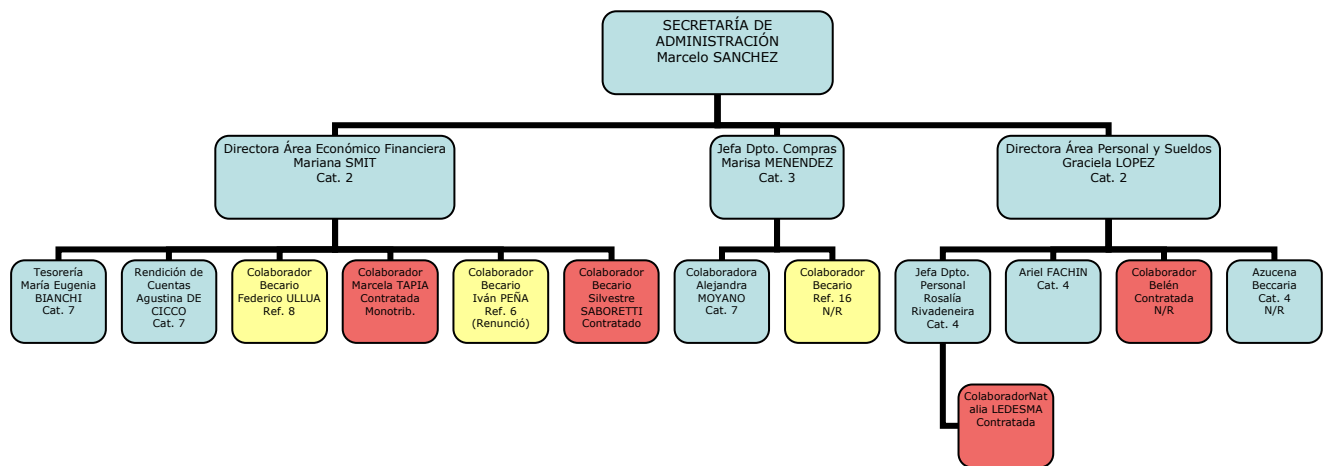 SECRETARÍA DE
ADMINISTRACIÓN
Marcelo SANCHEZ
Directora Área Económico Financiera
Mariana SMIT
Cat. 2
Jefa Dpto. Compras
Marisa MENENDEZ
Cat. 3
Directora Área Personal y Sueldos
Graciela LOPEZ
Cat. 2
Tesorería
María Eugenia
BIANCHI
Cat. 7
Rendición de
Cuentas
Agustina DE
CICCO
Cat. 7
Colaborador
Becario
Federico ULLUA
Ref. 8
Colaborador
Marcela TAPIA
Contratada
Monotrib.
Colaborador
Becario
Iván PEÑA
Ref. 6
(Renunció)
Colaborador
Becario
Silvestre
SABORETTI
Contratado
Colaboradora
Alejandra
MOYANO
Cat. 7
Colaborador
Becario
Ref. 16
N/R
Jefa Dpto.
Personal
Rosalía
Rivadeneira
Cat. 4
Ariel FACHIN
Cat. 4
Colaborador
Belén
Contratada
N/R
Azucena
Beccaria
Cat. 4
N/R
ColaboradorNat
alia LEDESMA
Contratada